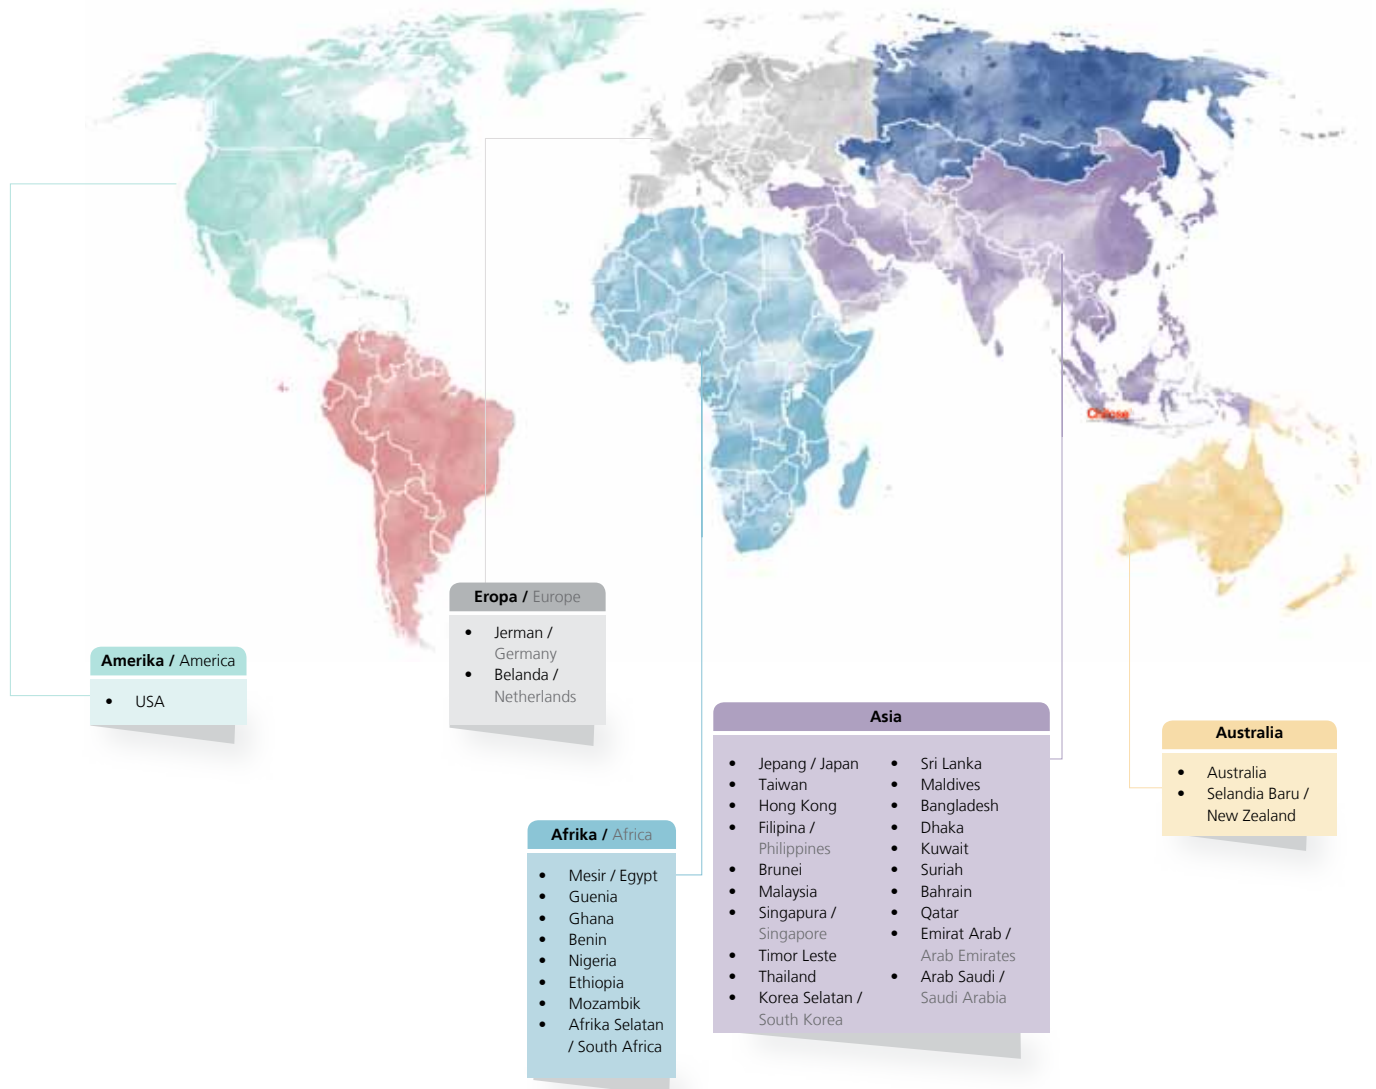 Chitose
Eropa / Europe
Jerman /
Germany
Belanda /
Netherlands
Amerika / America
USA
Asia
Jepang / Japan
Taiwan
Hong Kong
Filipina /
Philippines
Brunei
Malaysia
Singapura /
Singapore
Timor Leste
Thailand
Korea Selatan /
South Korea
Sri Lanka
Maldives
Bangladesh
Dhaka
Kuwait
Suriah
Bahrain
Qatar
Emirat Arab /
Arab Emirates
Arab Saudi /
Saudi Arabia
Australia
Australia
Selandia Baru /
New Zealand
Afrika / Africa
Mesir / Egypt
Guenia
Ghana
Benin
Nigeria
Ethiopia
Mozambik
Afrika Selatan
/ South Africa